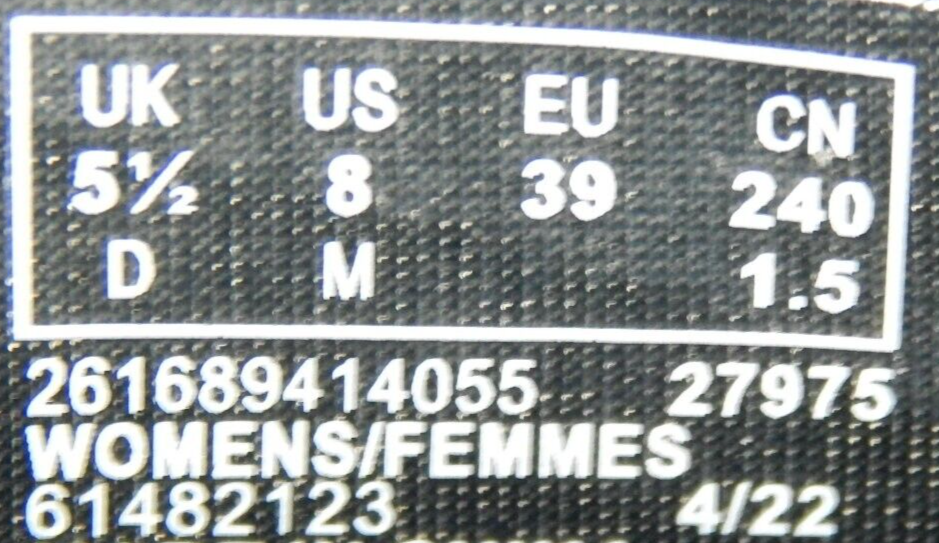 UK US EU CN
5½ 8 39 240
D M 1.5
261689414055 27975
WOMENS/FEMMES
61482123 4/22